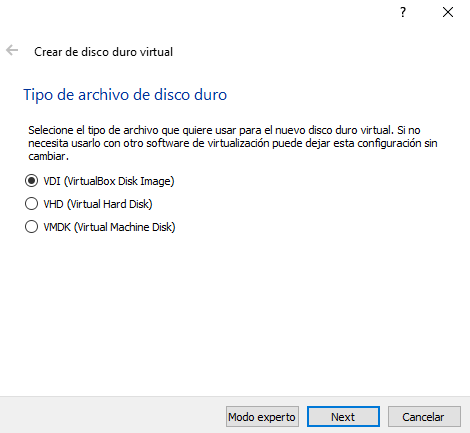 ?
Crear de disco duro virtual
Tipo de archivo de disco duro
Selecione el tipo de archivo que quiere usar para el nuevo disco duro virtual. Si no
necesita usarlo con otro software de virtualización puede dejar esta configuración sin
cambiar.
VDI (VirtualBox Disk Image)
VHD (Virtual Hard Disk)
VMDK (Virtual Machine Disk)
Modo experto Next Cancelar